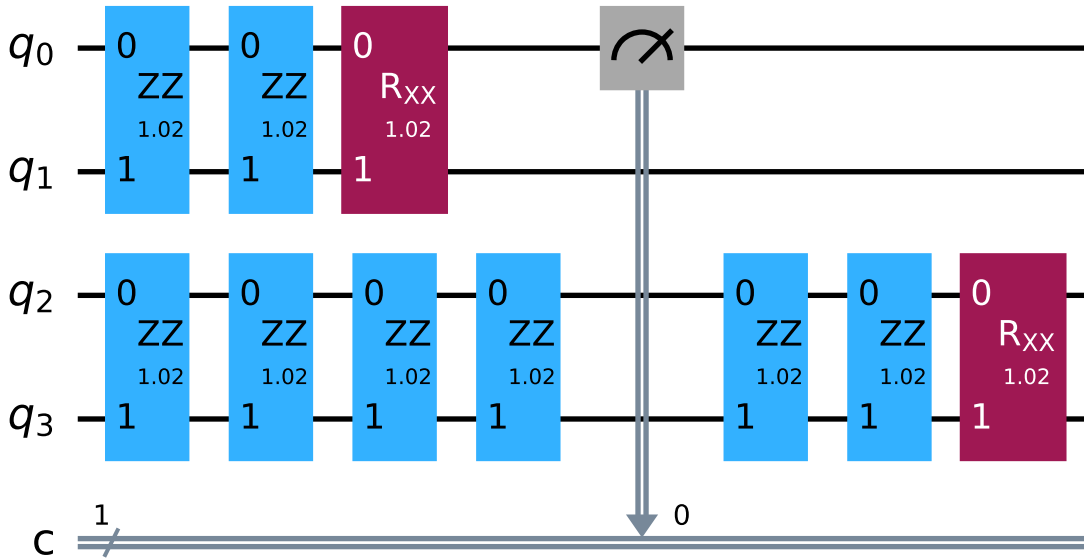 q0 0 0 0
ZZ ZZ RXX
1.02 1.02 1.02
q1 1 1 1
q2 0 0 0 0 0 0 0
ZZ ZZ ZZ ZZ ZZ ZZ RXX
1.02 1.02 1.02 1.02 1.02 1.02 1.02
q3 1 1 1 1 1 1 1
1 0
c